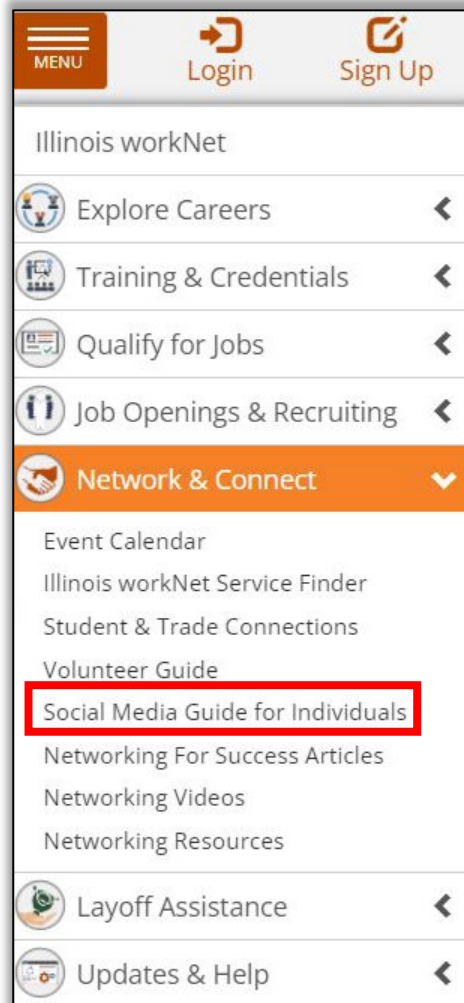 MENU
Login
Sign Up
Illinois workNet
Explore Careers
Training & Credentials
Qualify for Jobs
Job Openings & Recruiting
Network & Connect
Event Calendar
Illinois workNet Service Finder
Student & Trade Connections
Volunteer Guide
Social Media Guide for Individuals
Networking For Success Articles
Networking Videos
Networking Resources
Layoff Assistance
Updates & Help